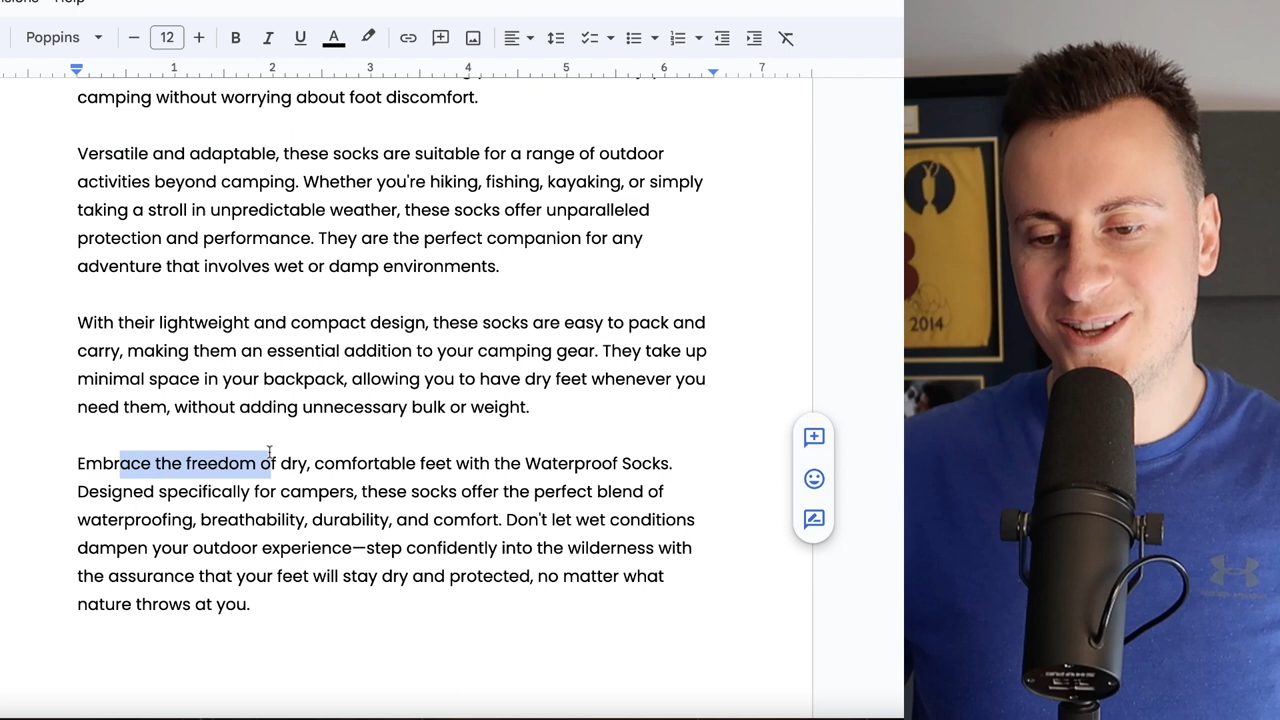 Help
Poppins
12
1 2 3 4 5 6 7
camping without worrying about foot discomfort.
Versatile and adaptable, these socks are suitable for a range of outdoor
activities beyond camping. Whether you're hiking, fishing, kayaking, or simply
taking a stroll in unpredictable weather, these socks offer unparalleled
protection and performance. They are the perfect companion for any
adventure that involves wet or damp environments.
With their lightweight and compact design, these socks are easy to pack and
carry, making them an essential addition to your camping gear. They take up
minimal space in your backpack, allowing you to have dry feet whenever you
need them, without adding unnecessary bulk or weight.
Embrace the freedom of dry, comfortable feet with the Waterproof Socks.
Designed specifically for campers, these socks offer the perfect blend of
waterproofing, breathability, durability, and comfort. Don't let wet conditions
dampen your outdoor experience—step confidently into the wilderness with
the assurance that your feet will stay dry and protected, no matter what
nature throws at you.
2014